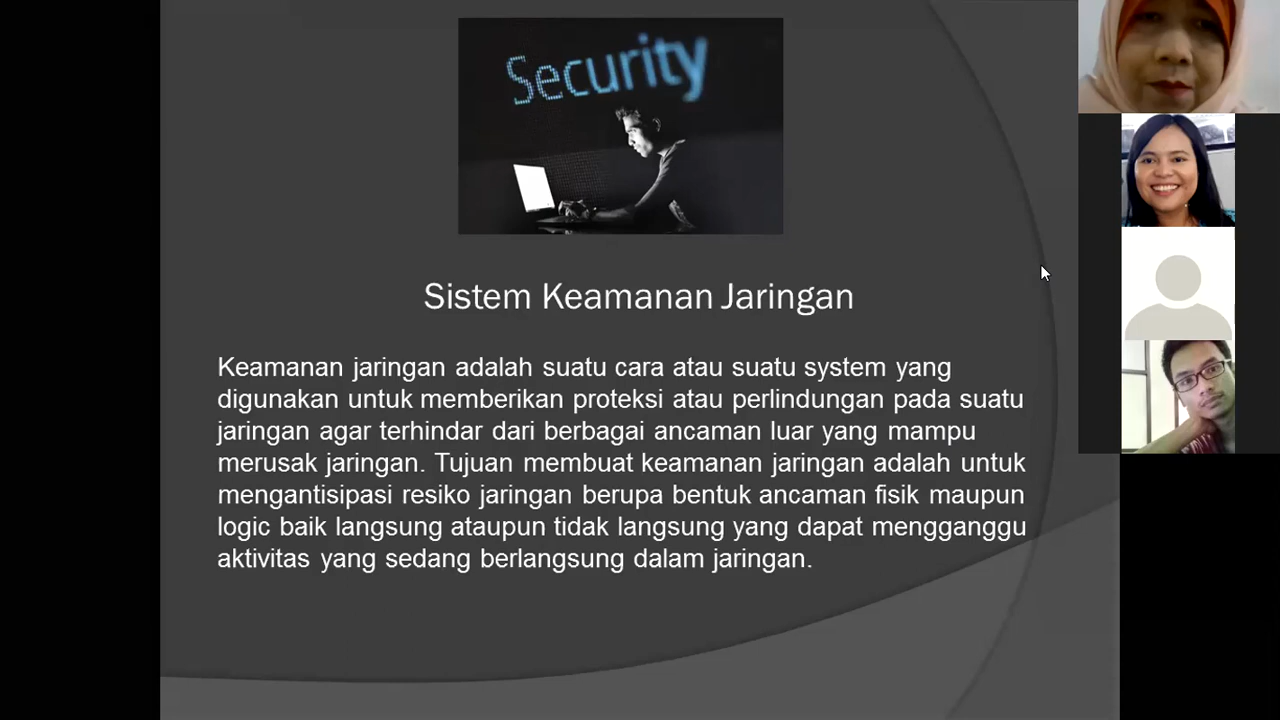 Security
Sistem Keamanan Jaringan
Keamanan jaringan adalah suatu cara atau suatu system yang
digunakan untuk memberikan proteksi atau perlindungan pada suatu
jaringan agar terhindar dari berbagai ancaman luar yang mampu
merusak jaringan. Tujuan membuat keamanan jaringan adalah untuk
mengantisipasi resiko jaringan berupa bentuk ancaman fisik maupun
logic baik langsung ataupun tidak langsung yang dapat mengganggu
aktivitas yang sedang berlangsung dalam jaringan.